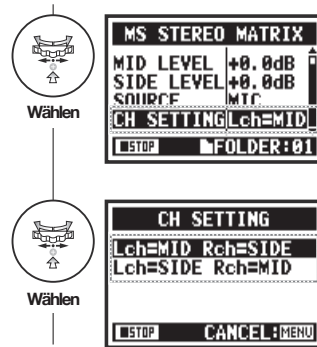 MS STEREO MATRIX
MID LEVEL +0.0dB
SIDE LEVEL +0.0dB
SOURCE MIC
CH SETTING Lch=MID
STOP FOLDER:01
Wählen
CH SETTING
Lch=MID Rch=SIDE
Lch=SIDE Rch=MID
STOP CANCEL:MENU
Wählen